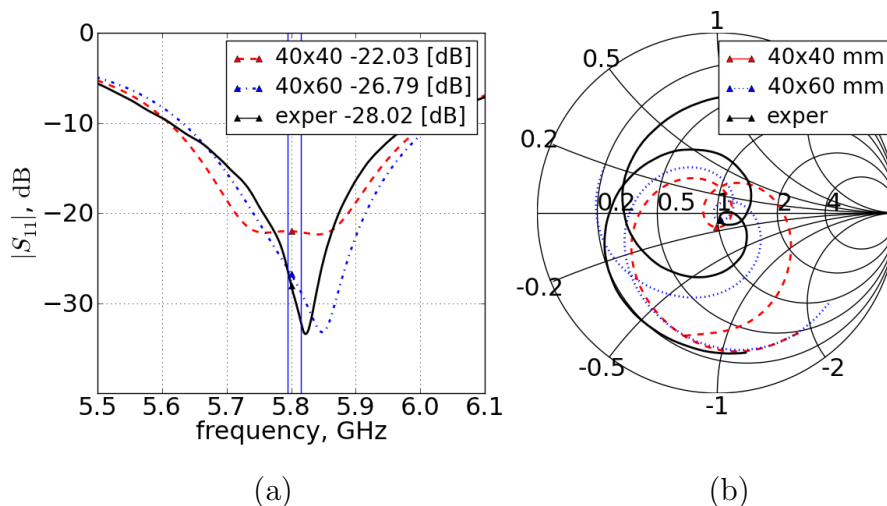 0
−10
−20
−30
|S11|, dB
5.5 5.6 5.7 5.8 5.9 6.0 6.1
frequency, GHz
40x40 -22.03 [dB]
40x60 -26.79 [dB]
exper -28.02 [dB]
(a)
1
0.5
0.2
0.2 0.5 1 2 4
-0.2
-0.5
-1
-2
40x40 mm
40x60 mm
exper
(b)